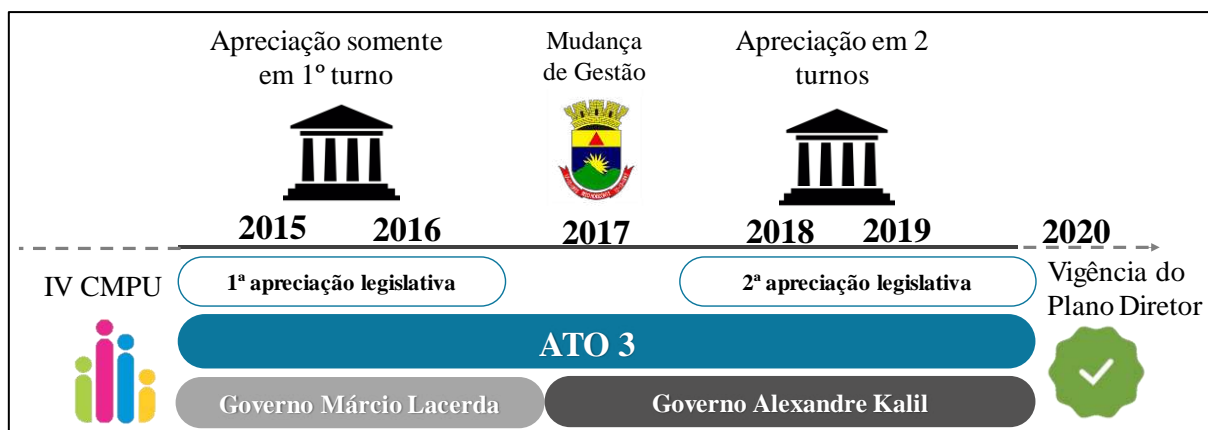 Apreciação somente
em 1º turno
Mudança
de Gestão
Apreciação em 2
turnos
2015
2016
2017
2018
2019
2020
IV CMPU
1ª apreciação legislativa
2ª apreciação legislativa
Vigência do
Plano Diretor
ATO 3
Governo Márcio Lacerda
Governo Alexandre Kalil